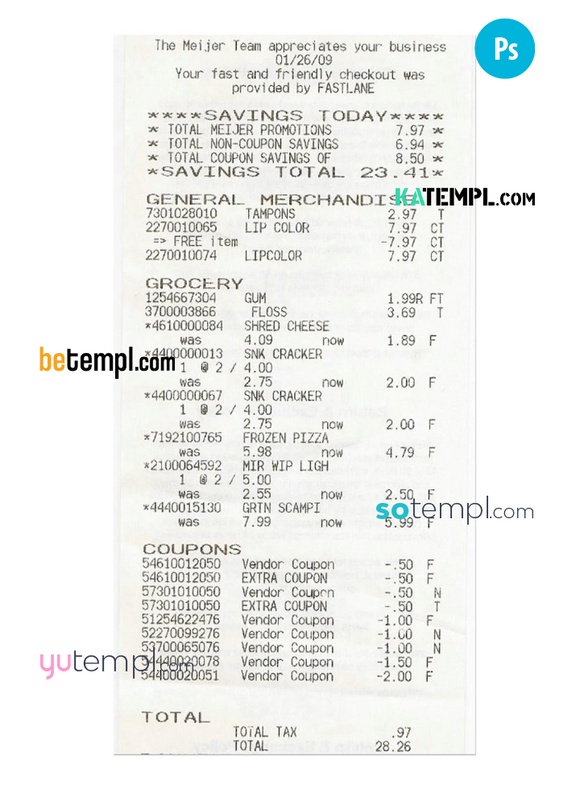 Ps
The Meijer Team appreciates your business
01/26/09
Your fast and friendly checkout was
provided by FASTLANE
****SAVINGS TODAY****
* TOTAL MEIJER PROMOTIONS 7.97 *
* TOTAL NON-COUPON SAVINGS 6.94 *
* TOTAL COUPON SAVINGS OF 8.50 *
*SAVINGS TOTAL 23.41*
KATEMPL.COM
GENERAL MERCHANDISE
7301028010 TAMPONS 2.97 T
2270010065 LIP COLOR 7.97 CT
=> FREE item -7.97 CT
2270010074 LIPCOLOR 7.97 CT
GROCERY
1254667304 GUM 1.99R FT
3700003866 FLOSS 3.69 T
*4610000084 SHRED CHEESE
was 4.09 now 1.89 F
betempl.com
*4400000013 SNK CRACKER
1 @ 2 / 4.00
was 2.75 now 2.00 F
*4400000067 SNK CRACKER
1 @ 2 / 4.00
was 2.75 now 2.00 F
*7192100765 FROZEN PIZZA
was 5.98 now 4.79 F
*2100064592 MIR WIP LIGH
1 @ 2 / 5.00
was 2.55 now 2.50 F
*4440015130 GRTN SCAMPI
sotempl.com
was 7.99 now 5.99 F
COUPONS
54610012050 Vendor Coupon -.50 F
54610012050 EXTRA COUPON -.50 F
57301010050 Vendor Coupon -.50 N
57301010050 EXTRA COUPON -.50 T
51254622476 Vendor Coupon -1.00 F
52270099276 Vendor Coupon -1.00 N
53700065076 Vendor Coupon -1.00 N
yutempl.com
54440020078 Vendor Coupon -1.50 F
54400020051 Vendor Coupon -2.00 F
TOTAL
TOTAL TAX .97
TOTAL 28.26